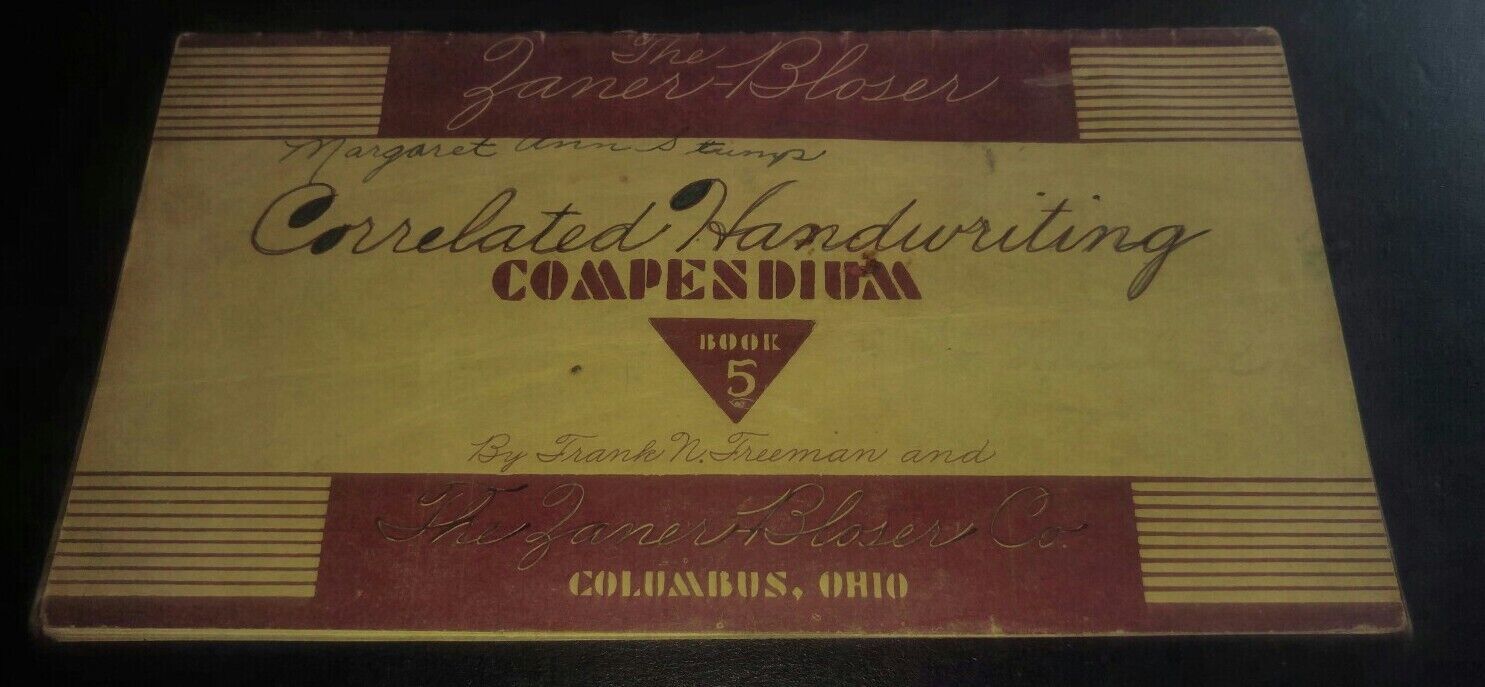 The
Zaner-Bloser
Margaret Ann Stump
Correlated Handwriting
COMPENDIUM
BOOK
5
By Frank N. Freeman and
The Zaner-Bloser Co.
COLUMBUS, OHIO